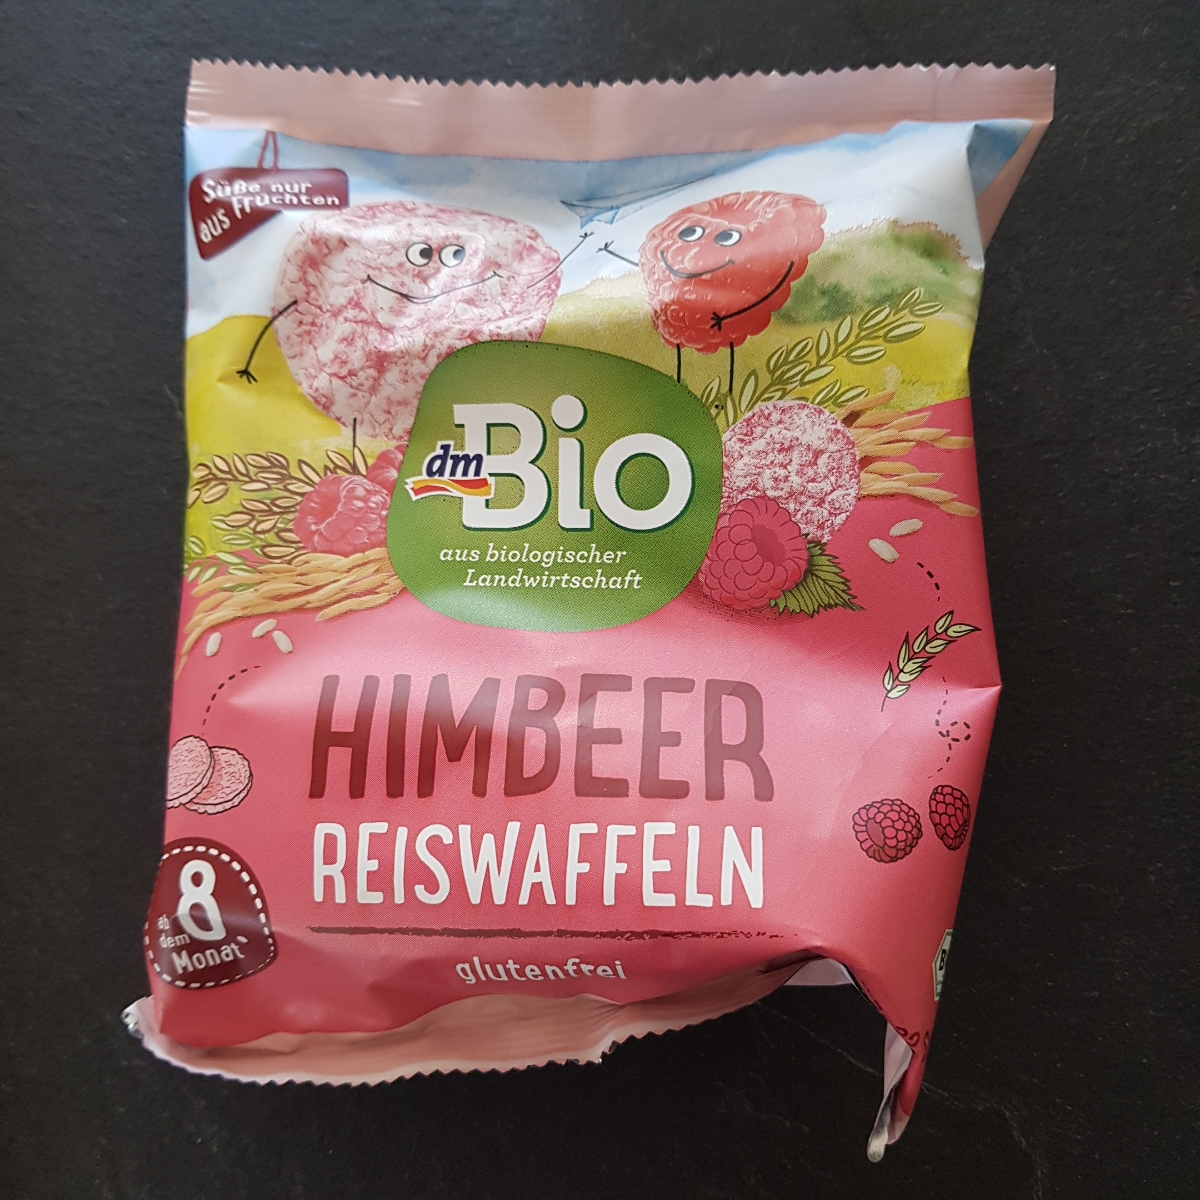 Süße nur
aus Früchten
dm
Bio
aus biologischer
Landwirtschaft
HIMBEER
REISWAFFELN
ab
dem
8
Monat
glutenfrei